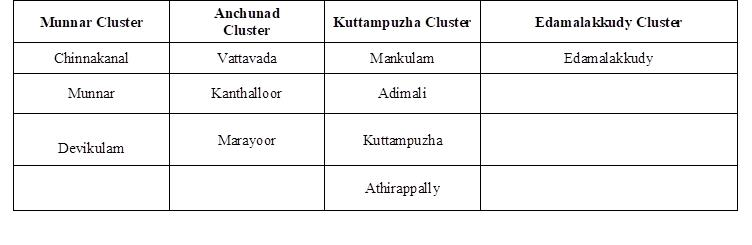 Munnar Cluster
Anchunad
Cluster
Kuttampuzha Cluster
Edamalakkudy Cluster
Chinnakanal
Vattavada
Mankulam
Edamalakkudy
Munnar
Kanthalloor
Adimali
Devikulam
Marayoor
Kuttampuzha
Athirappally